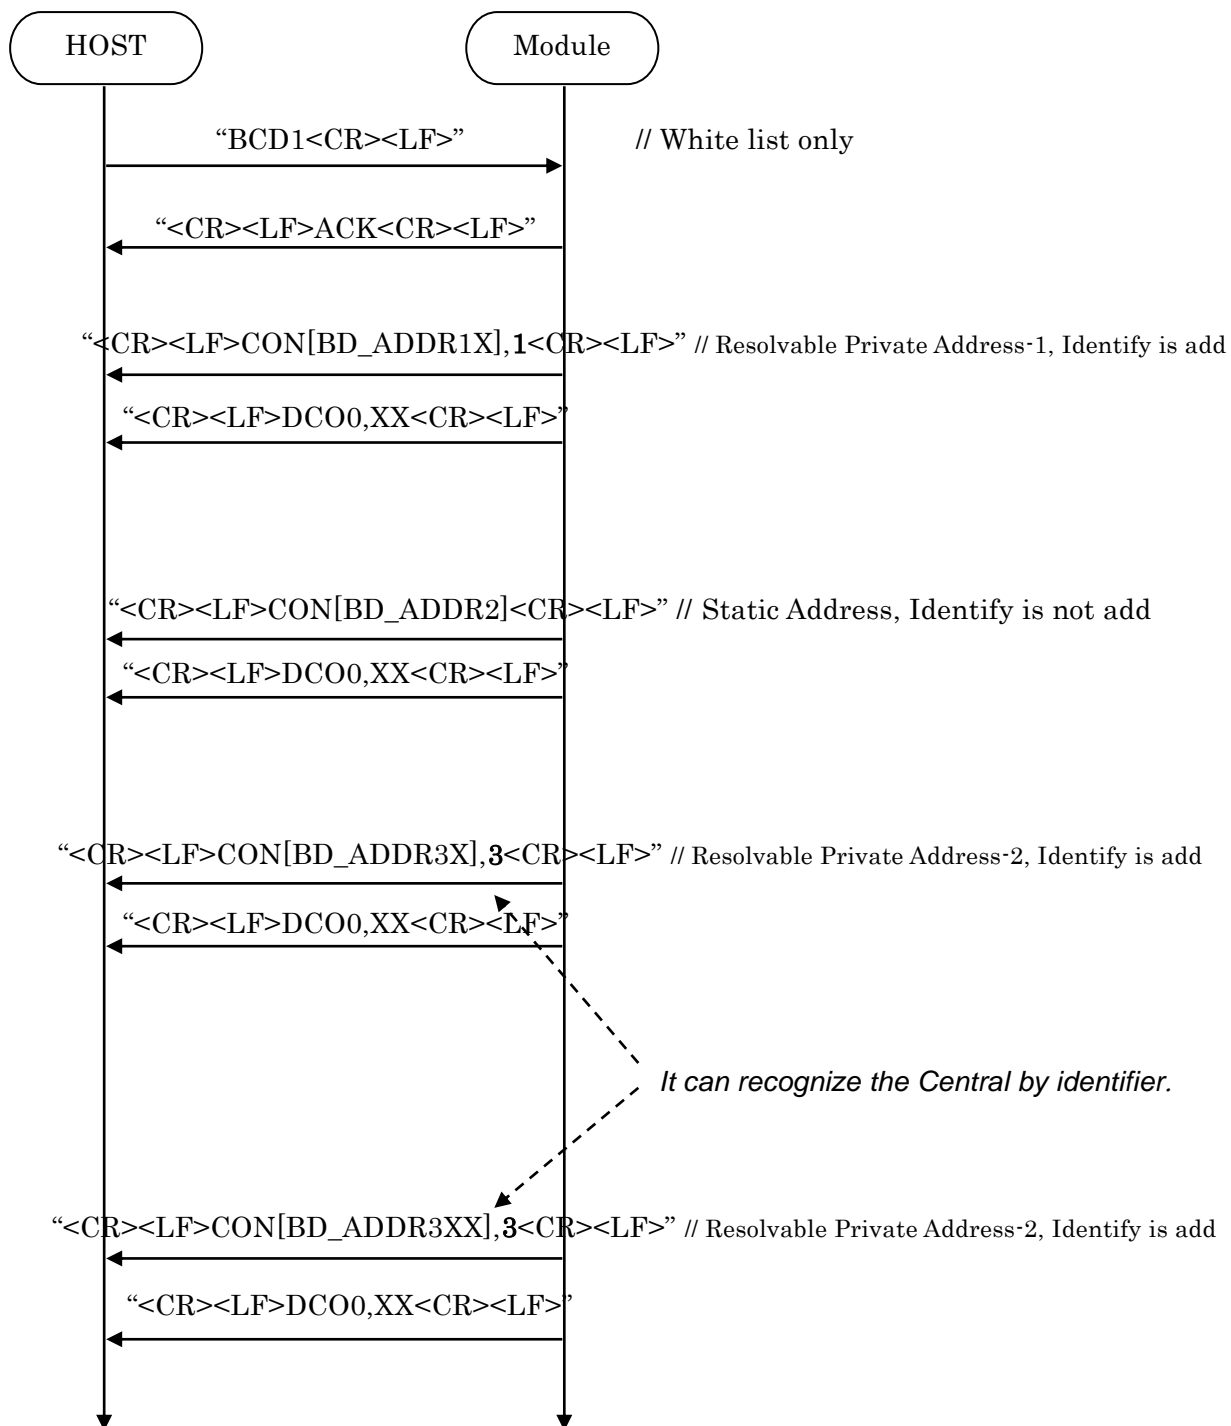 HOST Module
“BCD1<CR><LF>” // White list only
“<CR><LF>ACK<CR><LF>”
“<CR><LF>CON[BD_ADDR1X],1<CR><LF>” // Resolvable Private Address-1, Identify is add
“<CR><LF>DCO0,XX<CR><LF>”
“<CR><LF>CON[BD_ADDR2]<CR><LF>” // Static Address, Identify is not add
“<CR><LF>DCO0,XX<CR><LF>”
“<CR><LF>CON[BD_ADDR3X],3<CR><LF>” // Resolvable Private Address-2, Identify is add
“<CR><LF>DCO0,XX<CR><LF>”
It can recognize the Central by identifier.
“<CR><LF>CON[BD_ADDR3XX],3<CR><LF>” // Resolvable Private Address-2, Identify is add
“<CR><LF>DCO0,XX<CR><LF>”